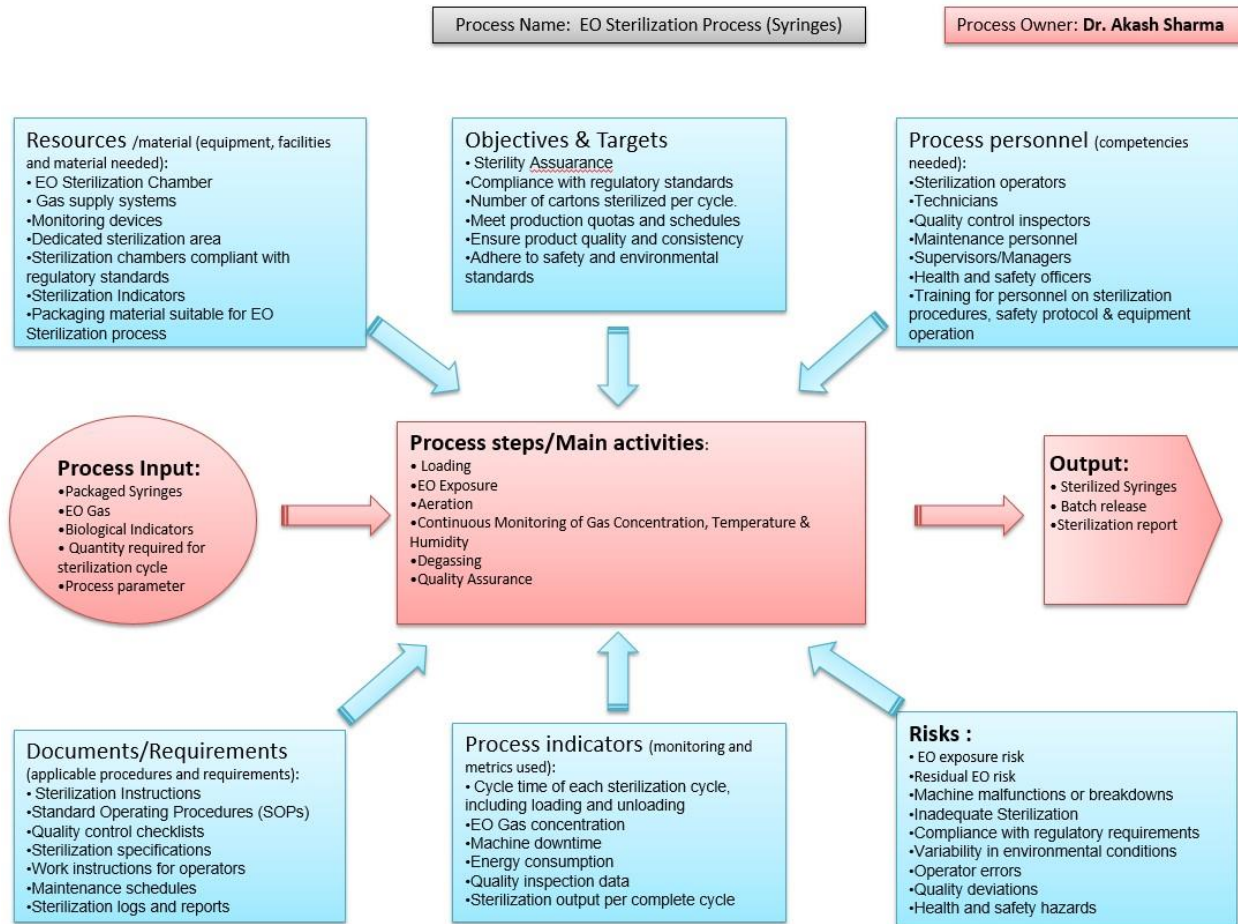 Process Name: EO Sterilization Process (Syringes)
Process Owner: Dr. Akash Sharma
Resources /material (equipment, facilities
and material needed):
• EO Sterilization Chamber
• Gas supply systems
•Monitoring devices
•Dedicated sterilization area
•Sterilization chambers compliant with
regulatory standards
•Sterilization Indicators
•Packaging material suitable for EO
Sterilization process
Objectives & Targets
• Sterility Assuarance
•Compliance with regulatory standards
•Number of cartons sterilized per cycle.
•Meet production quotas and schedules
•Ensure product quality and consistency
•Adhere to safety and environmental
standards
Process personnel (competencies
needed):
•Sterilization operators
•Technicians
•Quality control inspectors
•Maintenance personnel
•Supervisors/Managers
•Health and safety officers
•Training for personnel on sterilization
procedures, safety protocol & equipment
operation
Process Input:
•Packaged Syringes
•EO Gas
•Biological Indicators
• Quantity required for
sterilization cycle
•Process parameter
Process steps/Main activities:
• Loading
•EO Exposure
•Aeration
•Continuous Monitoring of Gas Concentration, Temperature &
Humidity
•Degassing
•Quality Assurance
Output:
• Sterilized Syringes
• Batch release
•Sterilization report
Documents/Requirements
(applicable procedures and requirements):
• Sterilization Instructions
•Standard Operating Procedures (SOPs)
•Quality control checklists
•Sterilization specifications
•Work instructions for operators
•Maintenance schedules
•Sterilization logs and reports
Process indicators (monitoring and
metrics used):
• Cycle time of each sterilization cycle,
including loading and unloading
•EO Gas concentration
•Machine downtime
•Energy consumption
•Quality inspection data
•Sterilization output per complete cycle
Risks :
• EO exposure risk
•Residual EO risk
•Machine malfunctions or breakdowns
•Inadequate Sterilization
•Compliance with regulatory requirements
•Variability in environmental conditions
•Operator errors
•Quality deviations
•Health and safety hazards